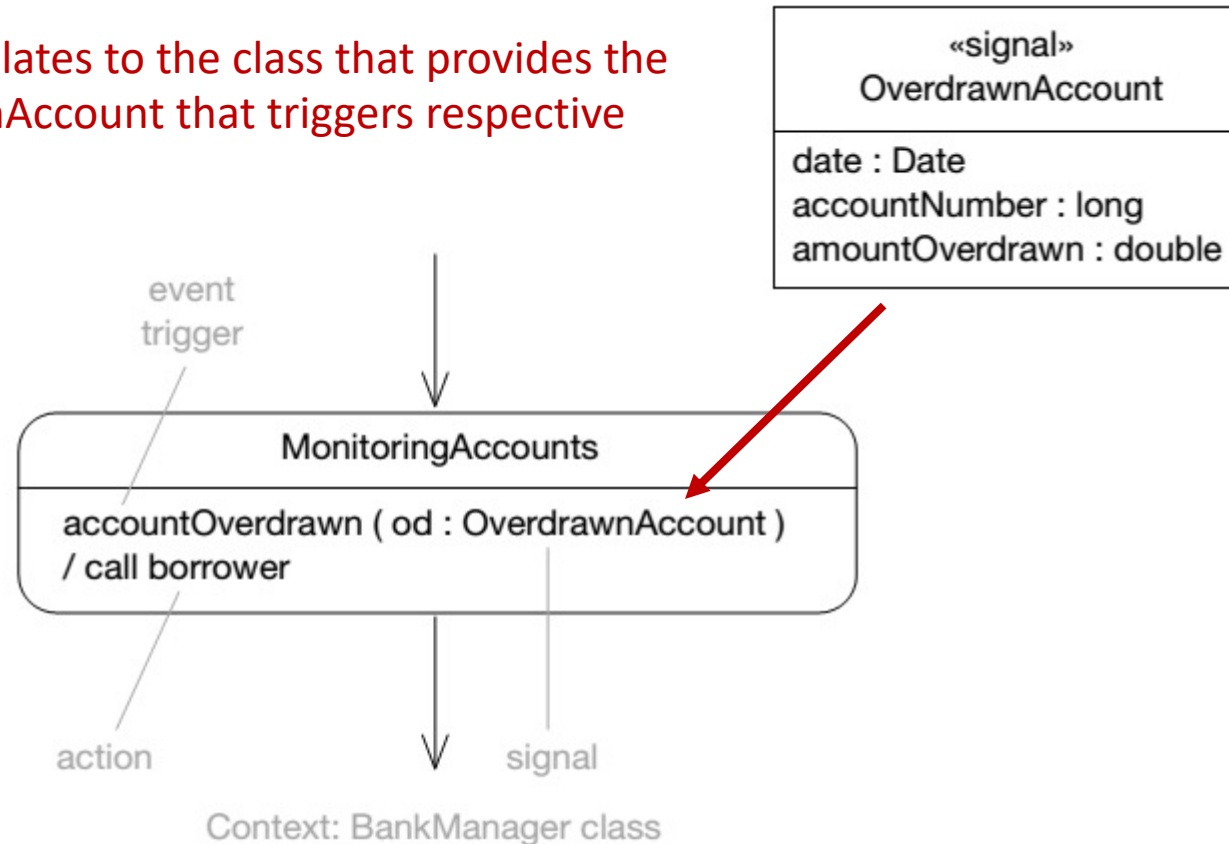 lates to the class that provides the
Account that triggers respective
«signal»
OverdrawnAccount
date : Date
accountNumber : long
amountOverdrawn : double
event
trigger
MonitoringAccounts
accountOverdrawn ( od : OverdrawnAccount )
/ call borrower
action
signal
Context: BankManager class